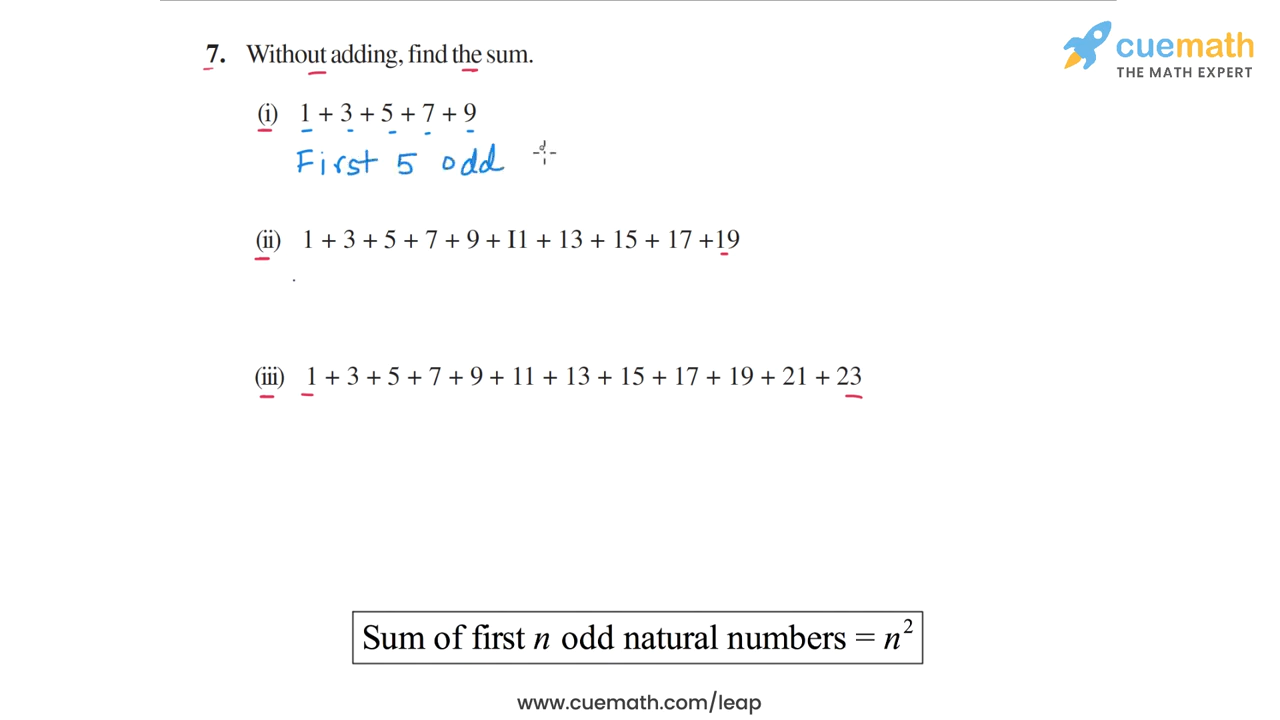 7. Without adding, find the sum.
cuemath
THE MATH EXPERT
(i) 1 + 3 + 5 + 7 + 9
First 5 odd
(ii) 1 + 3 + 5 + 7 + 9 + I1 + 13 + 15 + 17 +19
(iii) 1 + 3 + 5 + 7 + 9 + 11 + 13 + 15 + 17 + 19 + 21 + 23
Sum of first n odd natural numbers = n²
www.cuemath.com/leap